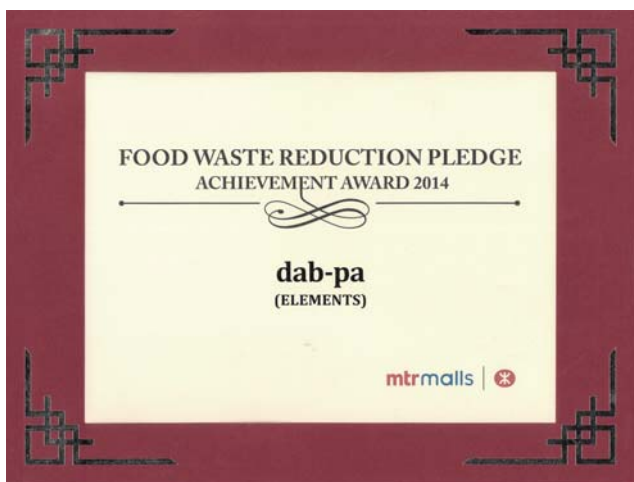 FOOD WASTE REDUCTION PLEDGE
ACHIEVEMENT AWARD 2014
dab-pa
(ELEMENTS)
mtrmalls